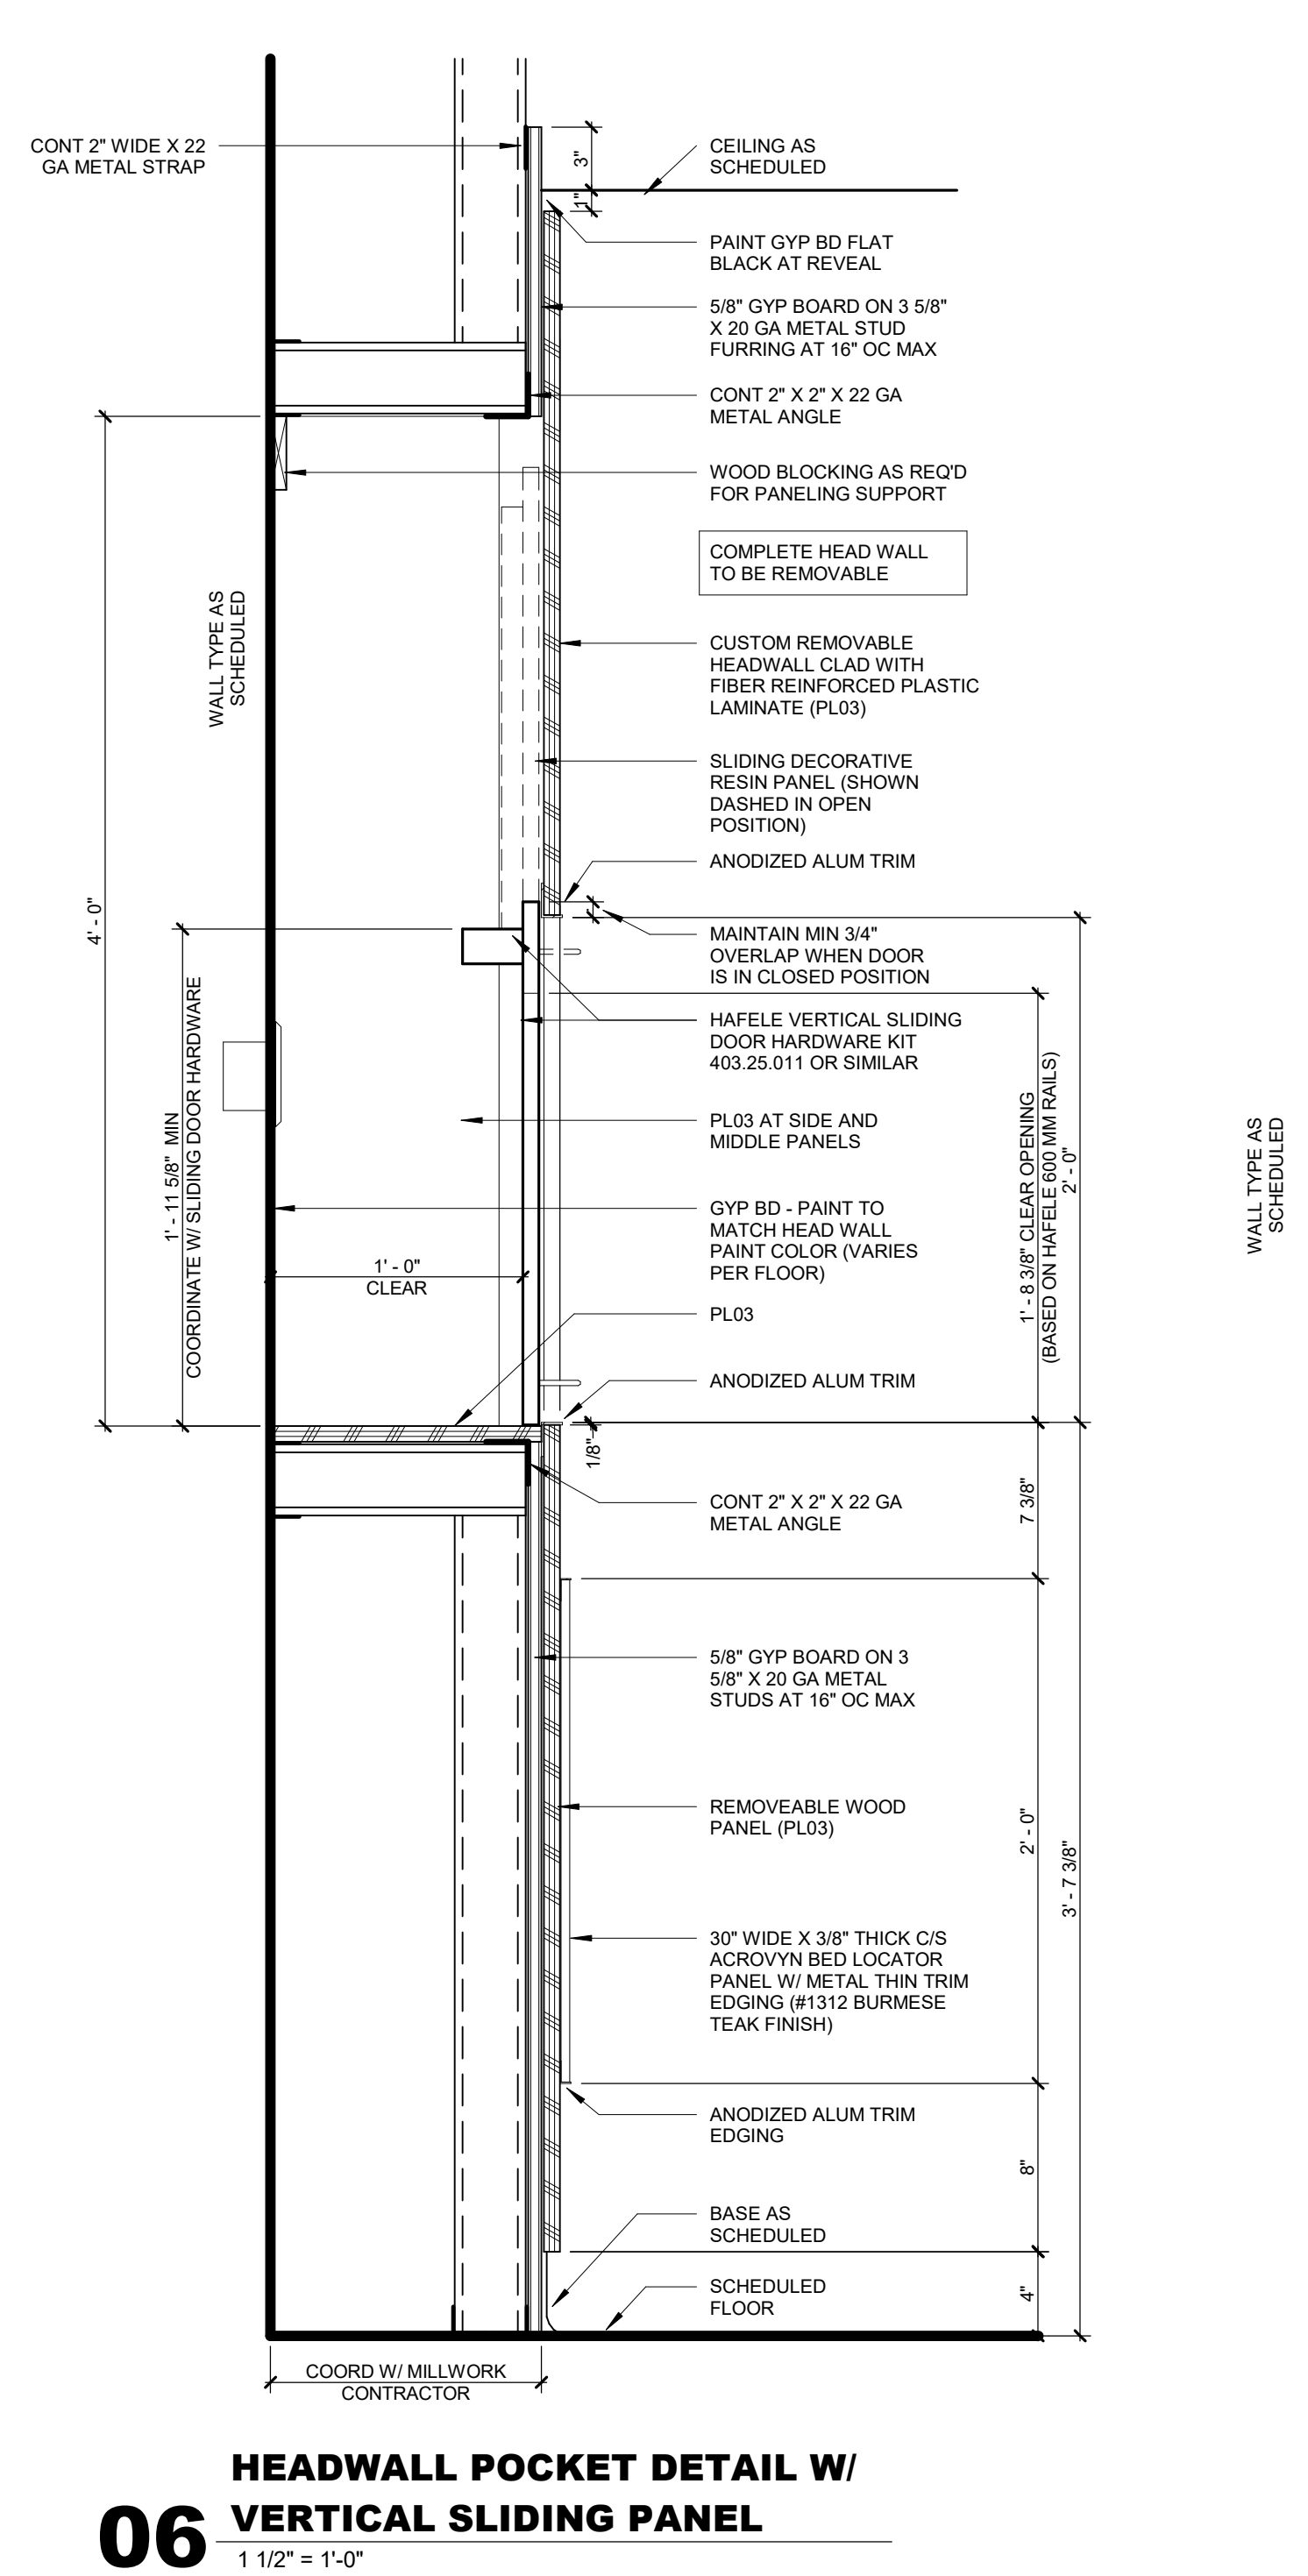 CONT 2" WIDE X 22
GA METAL STRAP
3"
1"
CEILING AS
SCHEDULED
PAINT GYP BD FLAT
BLACK AT REVEAL
5/8" GYP BOARD ON 3 5/8"
X 20 GA METAL STUD
FURRING AT 16" OC MAX
CONT 2" X 2" X 22 GA
METAL ANGLE
WOOD BLOCKING AS REQ'D
FOR PANELING SUPPORT
COMPLETE HEAD WALL
TO BE REMOVABLE
WALL TYPE AS
SCHEDULED
CUSTOM REMOVABLE
HEADWALL CLAD WITH
FIBER REINFORCED PLASTIC
LAMINATE (PL03)
SLIDING DECORATIVE
RESIN PANEL (SHOWN
DASHED IN OPEN
POSITION)
ANODIZED ALUM TRIM
4' - 0"
MAINTAIN MIN 3/4"
OVERLAP WHEN DOOR
IS IN CLOSED POSITION
1' - 11 5/8" MIN
COORDINATE W/ SLIDING DOOR HARDWARE
HAFELE VERTICAL SLIDING
DOOR HARDWARE KIT
403.25.011 OR SIMILAR
PL03 AT SIDE AND
MIDDLE PANELS
1' - 8 3/8" CLEAR OPENING
(BASED ON HAFELE 600 MM RAILS)
2' - 0"
WALL TYPE AS
SCHEDULED
GYP BD - PAINT TO
MATCH HEAD WALL
PAINT COLOR (VARIES
PER FLOOR)
1' - 0"
CLEAR
PL03
ANODIZED ALUM TRIM
1/8"
CONT 2" X 2" X 22 GA
METAL ANGLE
7 3/8"
5/8" GYP BOARD ON 3
5/8" X 20 GA METAL
STUDS AT 16" OC MAX
REMOVEABLE WOOD
PANEL (PL03)
2' - 0"
3' - 7 3/8"
30" WIDE X 3/8" THICK C/S
ACROVYN BED LOCATOR
PANEL W/ METAL THIN TRIM
EDGING (#1312 BURMESE
TEAK FINISH)
ANODIZED ALUM TRIM
EDGING
8"
BASE AS
SCHEDULED
SCHEDULED
FLOOR
4"
COORD W/ MILLWORK
CONTRACTOR
HEADWALL POCKET DETAIL W/
06 VERTICAL SLIDING PANEL
1 1/2" = 1'-0"